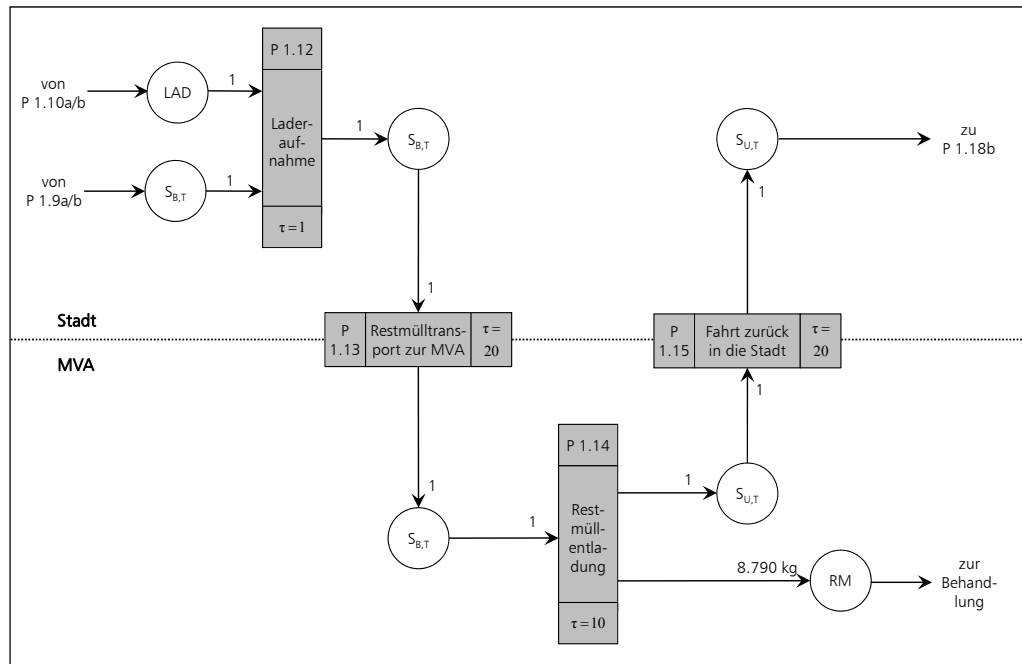 P 1.12
von
P 1.10a/b
LAD
1
Lader-
auf-
nahme
1
S_B,T
S_U,T
zu
P 1.18b
von
P 1.9a/b
S_B,T
1
1
τ=1
1
Stadt
P
1.13
Restmülltrans-
port zur MVA
τ =
20
P
1.15
Fahrt zurück
in die Stadt
τ =
20
MVA
1
P 1.14
1
S_B,T
1
Rest-
müll-
entla-
dung
1
S_U,T
8.790 kg
RM
zur
Behand-
lung
τ=10